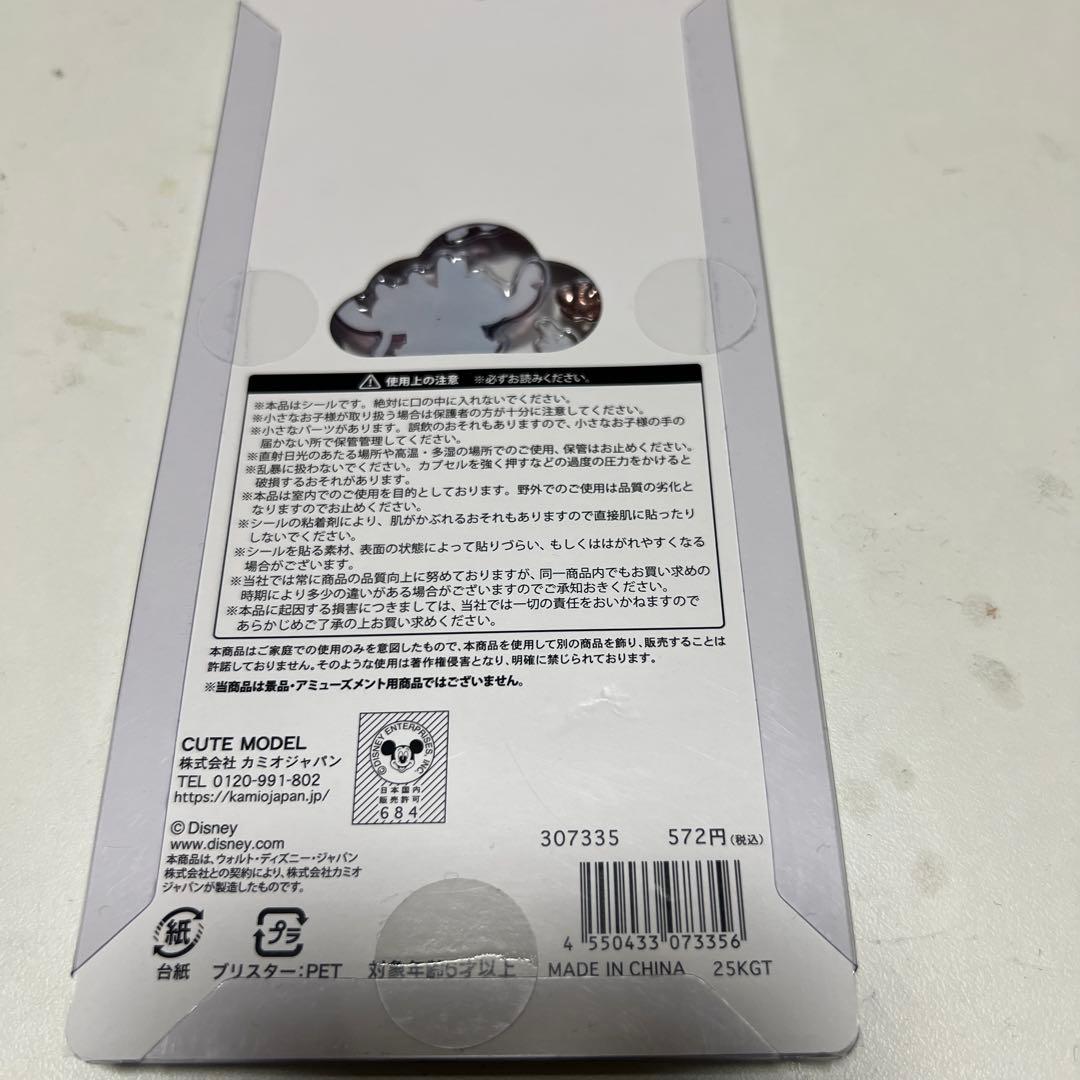 ⚠ 使用上の注意 ※必ずお読みください。
※本品はシールです。絶対に口の中に入れないでください。
※小さなお子様が取り扱う場合は保護者の方が十分に注意してください。
※小さなパーツがあります。誤飲のおそれもありますので、小さなお子様の手の
届かない所で保管管理してください。
※直射日光のあたる場所や高温・多湿の場所でのご使用、保管はお止めください。
※乱暴に扱わないでください。カプセルを強く押すなどの過度の圧力をかけると
破損するおそれがあります。
※本品は室内でのご使用を目的としております。野外でのご使用は品質の劣化と
なりますのでお止めください。
※シールの粘着剤により、肌がかぶれるおそれもありますので直接肌に貼ったり
しないでください。
※シールを貼る素材、表面の状態によって貼りづらい、もしくははがれやすくなる
場合がございます。
※当社では常に商品の品質向上に努めておりますが、同一商品内でもお買い求めの
時期により多少の違いがある場合がございますのでご承知おきください。
※本品に起因する損害につきましては、当社では一切の責任をおいかねますので
あらかじめご了承の上お買い求めください。
本商品はご家庭での使用のみを意図したもので、本商品を使用して別の商品を飾り、販売することは
許諾しておりません。そのような使用は著作権侵害となり、明確に禁じられております。
※当商品は景品・アミューズメント用商品ではございません。
CUTE MODEL
株式会社 カミオジャパン
TEL 0120-991-802
https://kamiojapan.jp/
©DISNEY ENTERPRISES, INC.
日本国内
販売許可
684
© Disney
www.disney.com
本商品は、ウォルト・ディズニー・ジャパン
株式会社との契約により、株式会社カミオ
ジャパンが製造したものです。
307335 572円(税込)
4 550433 073356
紙
台紙
プラ
ブリスター:PET
対象年齢6才以上
MADE IN CHINA 25KGT